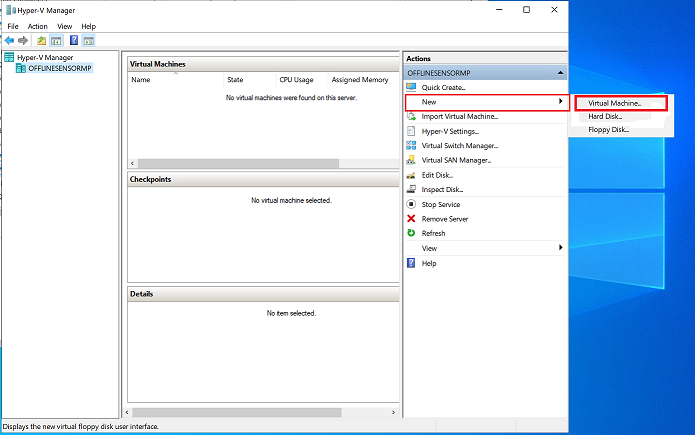 Hyper-V Manager
File Action View Help
Hyper-V Manager
OFFLINESENSORMP
Virtual Machines
Name State CPU Usage Assigned Memory
No virtual machines were found on this server.
Checkpoints
No virtual machine selected.
Details
No item selected.
Actions
OFFLINESENSORMP
Quick Create...
New
Import Virtual Machine...
Hyper-V Settings...
Virtual Switch Manager...
Virtual SAN Manager...
Edit Disk...
Inspect Disk...
Stop Service
Remove Server
Refresh
View
Help
Virtual Machine...
Hard Disk...
Floppy Disk...
Displays the new virtual floppy disk user interface.